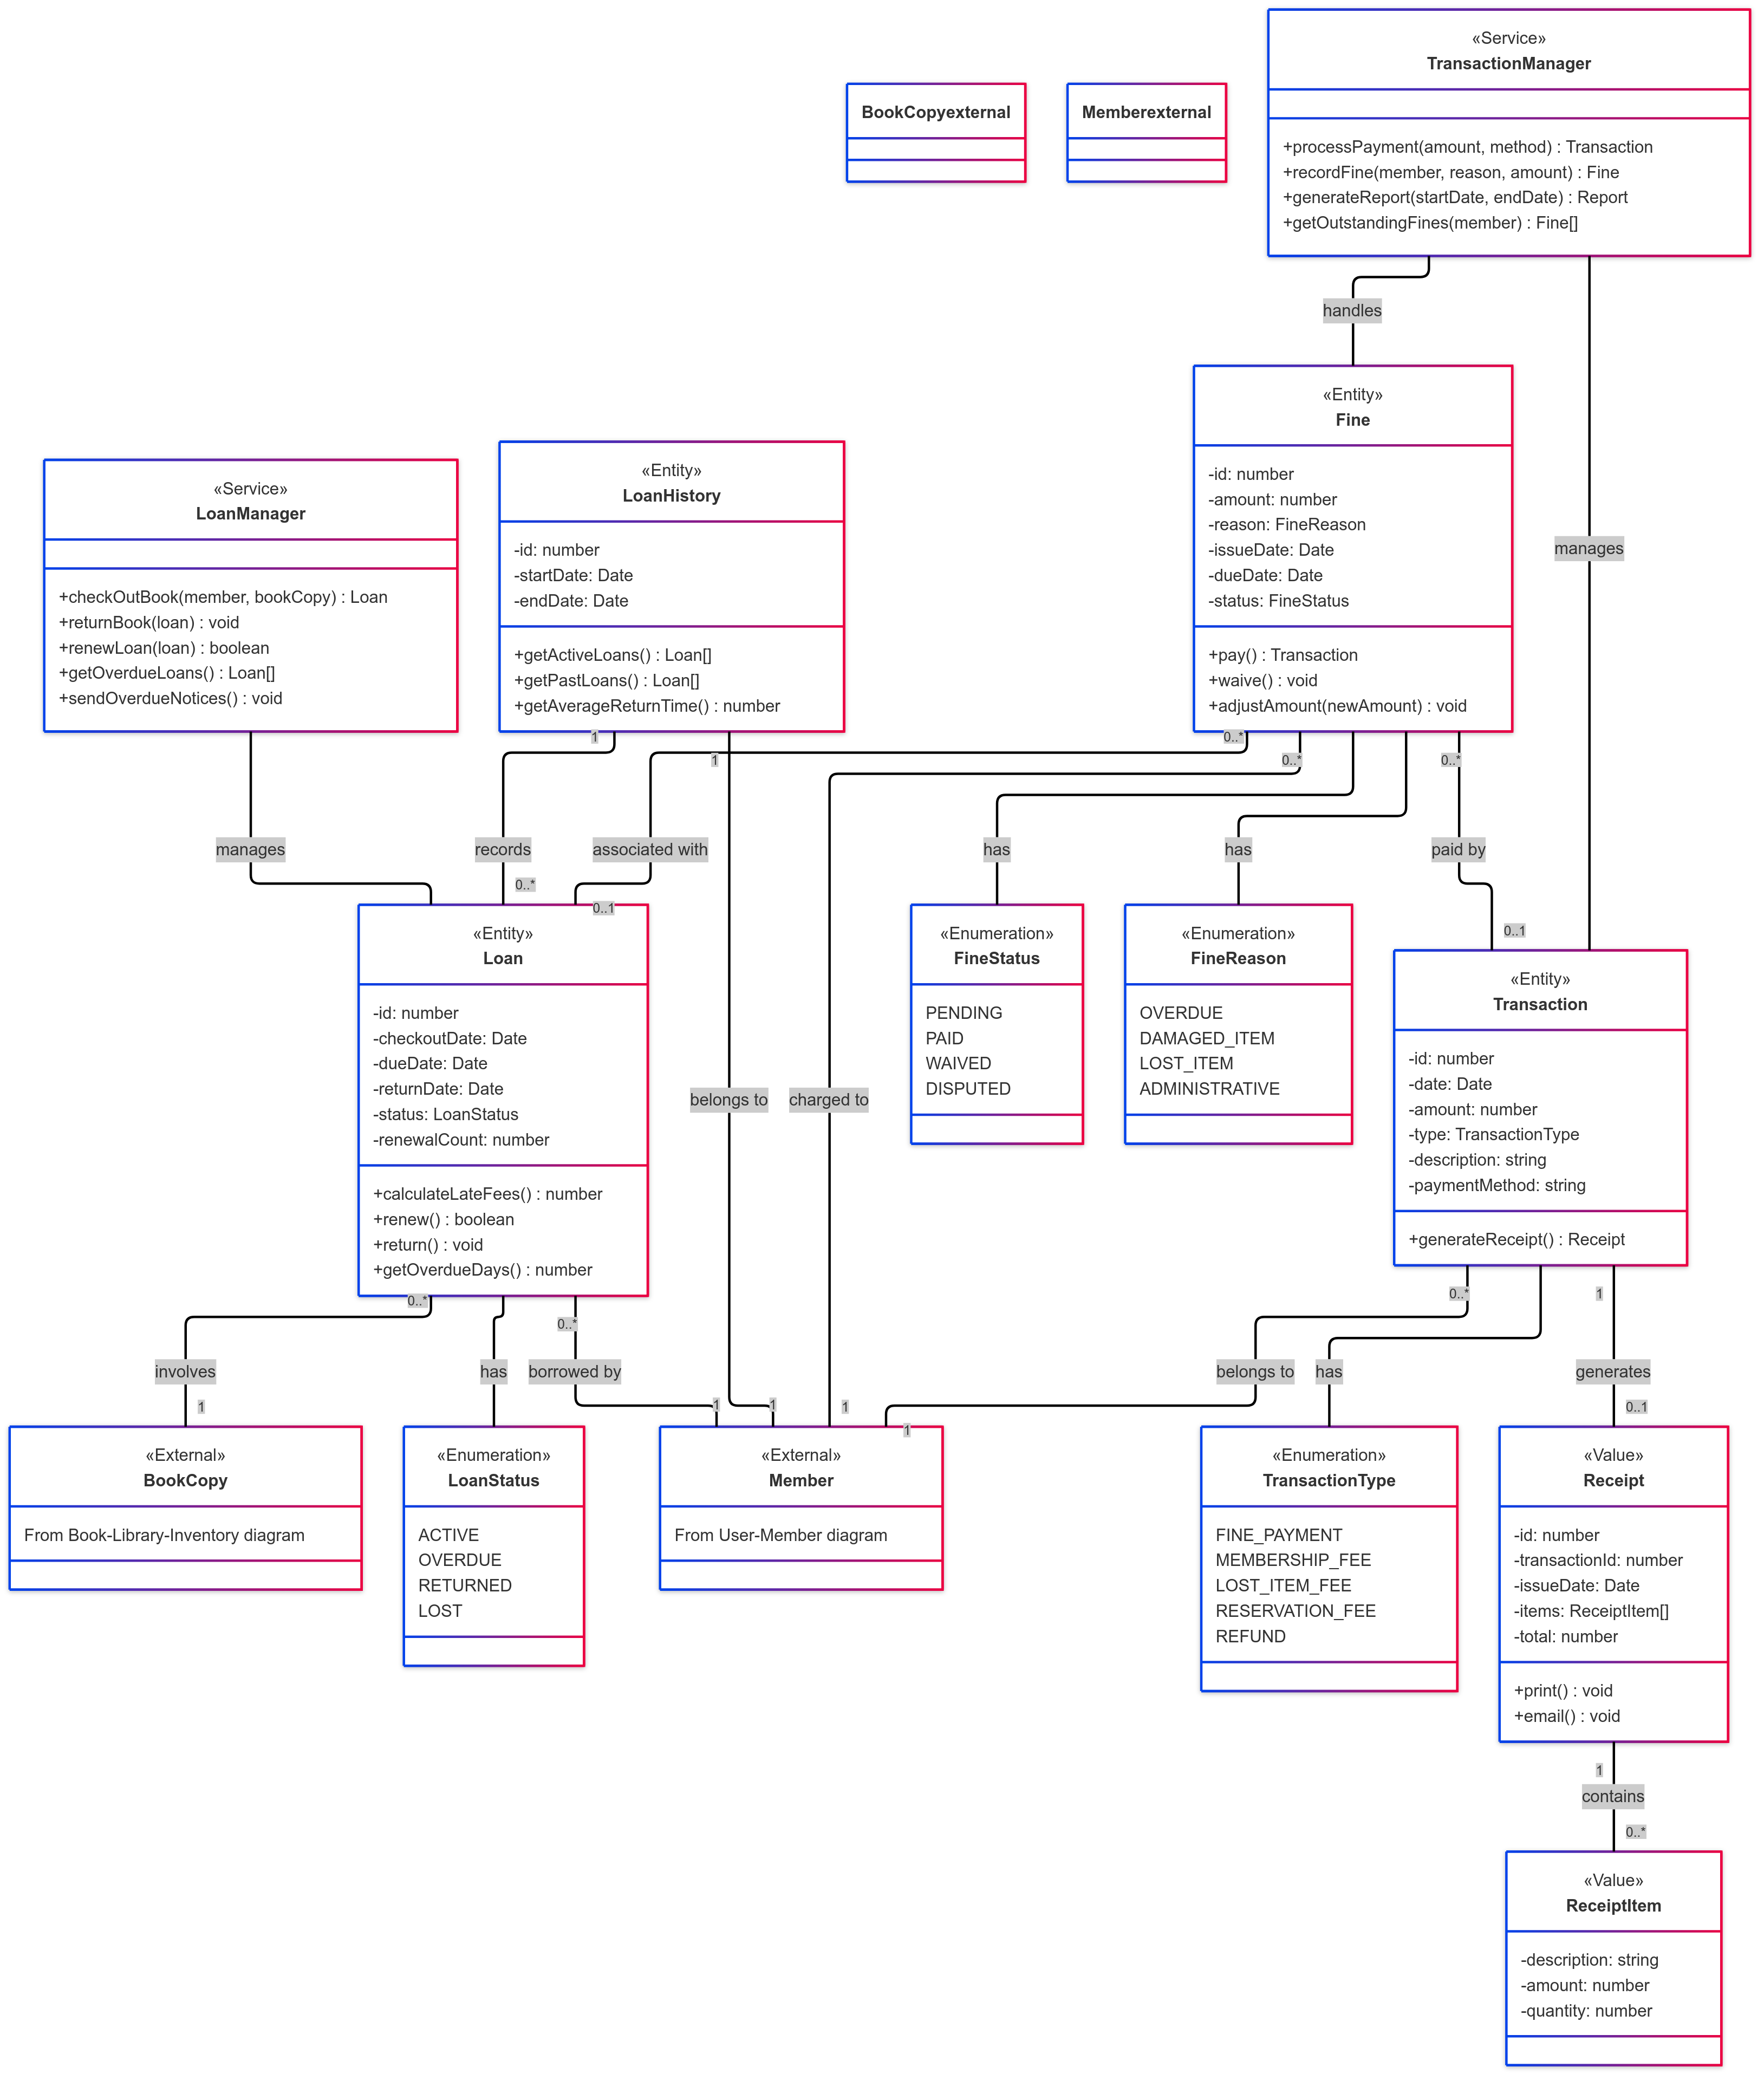 «Service»
TransactionManager
+processPayment(amount, method) : Transaction
+recordFine(member, reason, amount) : Fine
+generateReport(startDate, endDate) : Report
+getOutstandingFines(member) : Fine[]
BookCopyexternal
Memberexternal
handles
manages
«Entity»
Fine
-id: number
-amount: number
-reason: FineReason
-issueDate: Date
-dueDate: Date
-status: FineStatus
+pay() : Transaction
+waive() : void
+adjustAmount(newAmount) : void
«Service»
LoanManager
+checkOutBook(member, bookCopy) : Loan
+returnBook(loan) : void
+renewLoan(loan) : boolean
+getOverdueLoans() : Loan[]
+sendOverdueNotices() : void
«Entity»
LoanHistory
-id: number
-startDate: Date
-endDate: Date
+getActiveLoans() : Loan[]
+getPastLoans() : Loan[]
+getAverageReturnTime() : number
1
1
0..*
0..*
0..*
manages
records
associated with
has
has
paid by
0..*
0..1
0..1
«Entity»
Loan
-id: number
-checkoutDate: Date
-dueDate: Date
-returnDate: Date
-status: LoanStatus
-renewalCount: number
+calculateLateFees() : number
+renew() : boolean
+return() : void
+getOverdueDays() : number
belongs to
charged to
«Enumeration»
FineStatus
PENDING
PAID
WAIVED
DISPUTED
«Enumeration»
FineReason
OVERDUE
DAMAGED_ITEM
LOST_ITEM
ADMINISTRATIVE
«Entity»
Transaction
-id: number
-date: Date
-amount: number
-type: TransactionType
-description: string
-paymentMethod: string
+generateReceipt() : Receipt
0..*
0..*
0..*
1
involves
has
borrowed by
belongs to
has
generates
1
1
1
1
1
0..1
«External»
BookCopy
From Book-Library-Inventory diagram
«Enumeration»
LoanStatus
ACTIVE
OVERDUE
RETURNED
LOST
«External»
Member
From User-Member diagram
«Enumeration»
TransactionType
FINE_PAYMENT
MEMBERSHIP_FEE
LOST_ITEM_FEE
RESERVATION_FEE
REFUND
«Value»
Receipt
-id: number
-transactionId: number
-issueDate: Date
-items: ReceiptItem[]
-total: number
+print() : void
+email() : void
1
contains
0..*
«Value»
ReceiptItem
-description: string
-amount: number
-quantity: number